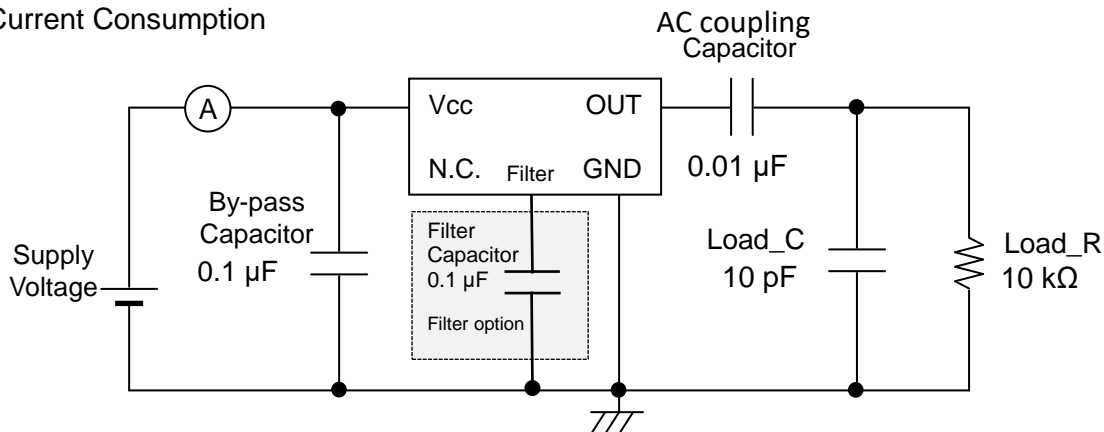 Current Consumption
AC coupling
Capacitor
A
Vcc
OUT
N.C.
Filter
GND
0.01 µF
By-pass
Capacitor
0.1 µF
Filter
Capacitor
0.1 µF
Filter option
Supply
Voltage
Load_C
10 pF
Load_R
10 kΩ